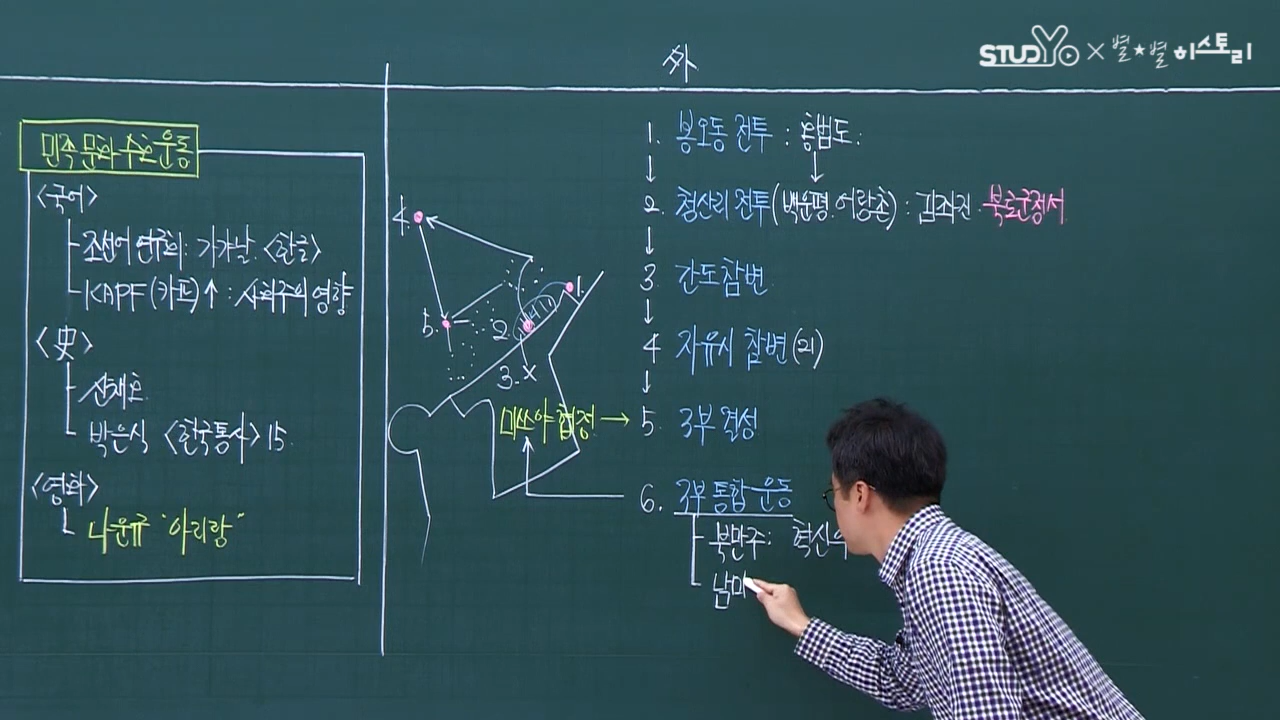 STUDYO × 별★별 히스토리
外
민족 문화 수호 운동
<국어>
조선어 연구회: 가갸날. <한글>
KAPF (카프)↑ : 사회주의 영향
<史>
신채호
박은식 <한국통사> 15
<영화>
나운규 "아리랑"
4.
1.
5.
2.
3. ×
미쓰야 협정 →
1. 봉오동 전투 : 홍범도.
↓
2. 청산리 전투 (백운평. 어랑촌) : 김좌진. 북로군정서
↓
3 간도 참변
↓
4 자유시 참변 (21)
↓
5. 3부 결성
6. 3부 통합 운동
북만주: 혁신의
남마